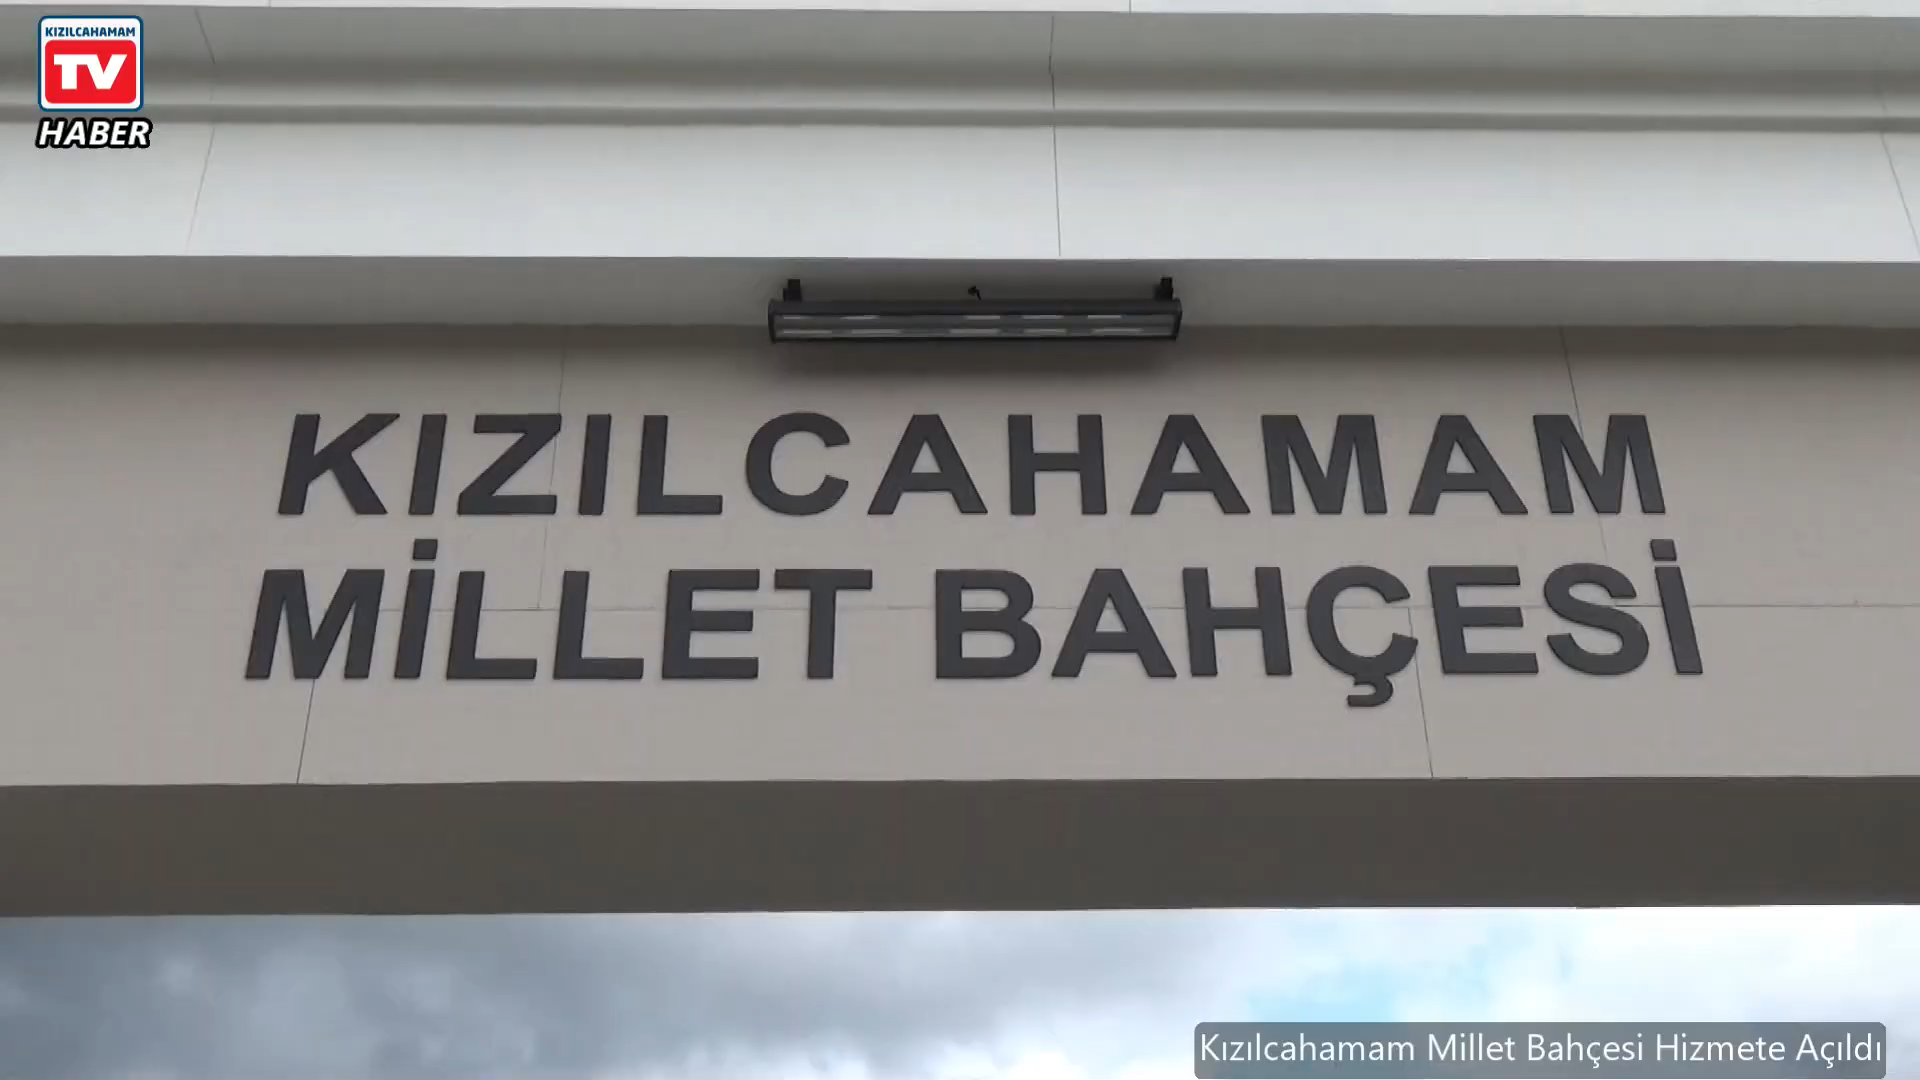 KIZILCAHAMAM
TV
HABER
KIZILCAHAMAM
MİLLET BAHÇESİ
Kızılcahamam Millet Bahçesi Hizmete Açıldı